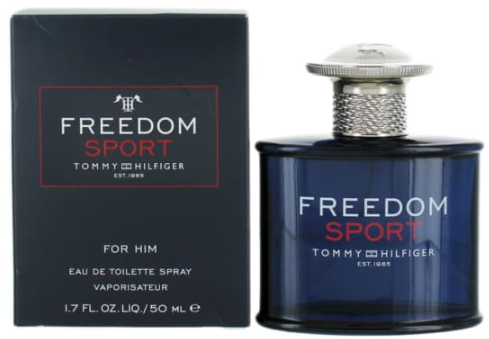 FREEDOM
SPORT
TOMMY HILFIGER
EST. 1985
FOR HIM
EAU DE TOILETTE SPRAY
VAPORISATEUR
1.7 FL. OZ. LIQ./50 ML ℮
FREEDOM
SPORT
TOMMY HILFIGER
EST. 1985